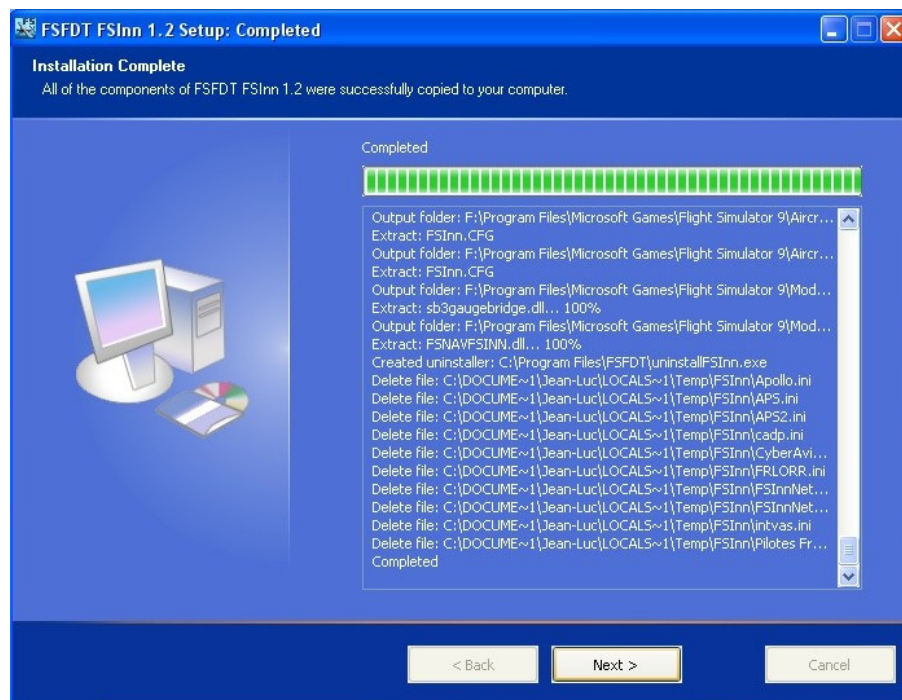 FSFDT FSInn 1.2 Setup: Completed
Installation Complete
All of the components of FSFDT FSInn 1.2 were successfully copied to your computer.
Completed
Output folder: F:\Program Files\Microsoft Games\Flight Simulator 9\Aircr...
Extract: FSInn.CFG
Output folder: F:\Program Files\Microsoft Games\Flight Simulator 9\Aircr...
Extract: FSInn.CFG
Output folder: F:\Program Files\Microsoft Games\Flight Simulator 9\Mod...
Extract: sb3gaugebridge.dll... 100%
Output folder: F:\Program Files\Microsoft Games\Flight Simulator 9\Mod...
Extract: FSNAVFSINN.dll... 100%
Created uninstaller: C:\Program Files\FSFDT\uninstallFSInn.exe
Delete file: C:\DOCUME~1\Jean-Luc\LOCALS~1\Temp\FSInn\Apollo.ini
Delete file: C:\DOCUME~1\Jean-Luc\LOCALS~1\Temp\FSInn\APS.ini
Delete file: C:\DOCUME~1\Jean-Luc\LOCALS~1\Temp\FSInn\APS2.ini
Delete file: C:\DOCUME~1\Jean-Luc\LOCALS~1\Temp\FSInn\cadp.ini
Delete file: C:\DOCUME~1\Jean-Luc\LOCALS~1\Temp\FSInn\CyberAvi...
Delete file: C:\DOCUME~1\Jean-Luc\LOCALS~1\Temp\FSInn\FRLORR.ini
Delete file: C:\DOCUME~1\Jean-Luc\LOCALS~1\Temp\FSInn\FSInnNet...
Delete file: C:\DOCUME~1\Jean-Luc\LOCALS~1\Temp\FSInn\FSInnNet...
Delete file: C:\DOCUME~1\Jean-Luc\LOCALS~1\Temp\FSInn\intvas.ini
Delete file: C:\DOCUME~1\Jean-Luc\LOCALS~1\Temp\FSInn\Pilotes Fr...
Completed
< Back
Next >
Cancel